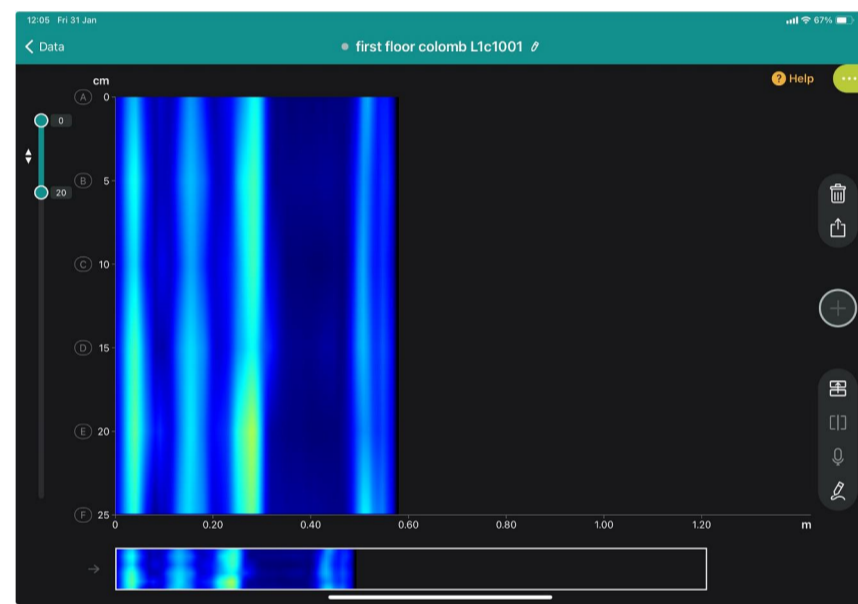 12:05 Fri 31 Jan
67%
Data
first floor colomb L1c1001
? Help
cm
A 0
0
B 5
20
C 10
D 15
E 20
F 25
0 0.20 0.40 0.60 0.80 1.00 1.20 m